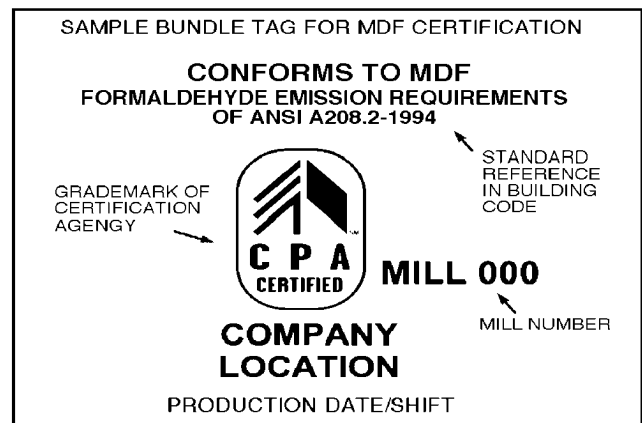 SAMPLE BUNDLE TAG FOR MDF CERTIFICATION
CONFORMS TO MDF
FORMALDEHYDE EMISSION REQUIREMENTS
OF ANSI A208.2-1994
STANDARD
REFERENCE
IN BUILDING
CODE
GRADEMARK OF
CERTIFICATION
AGENGY
C P A
CERTIFIED
MILL 000
MILL NUMBER
COMPANY
LOCATION
PRODUCTION DATE/SHIFT